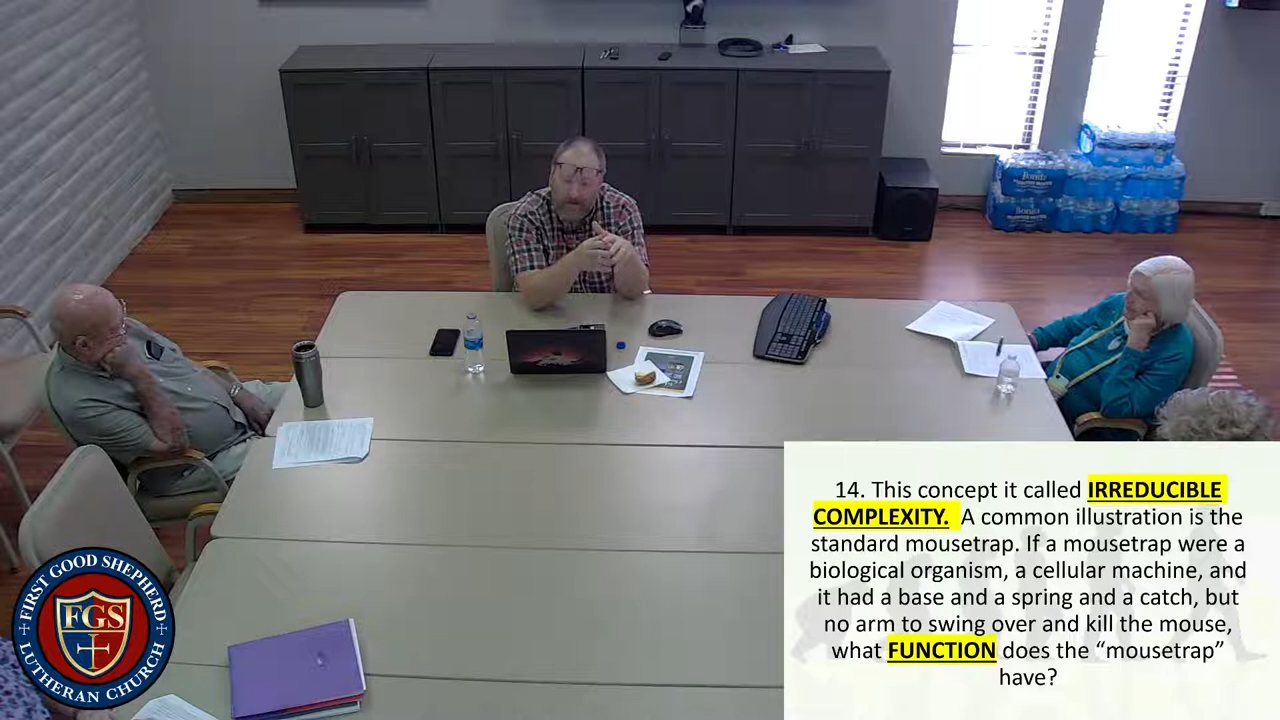 14. This concept it called IRREDUCIBLE
COMPLEXITY. A common illustration is the
standard mousetrap. If a mousetrap were a
biological organism, a cellular machine, and
it had a base and a spring and a catch, but
no arm to swing over and kill the mouse,
what FUNCTION does the “mousetrap”
have?
FIRST GOOD SHEPHERD
FGS
LUTHERAN CHURCH